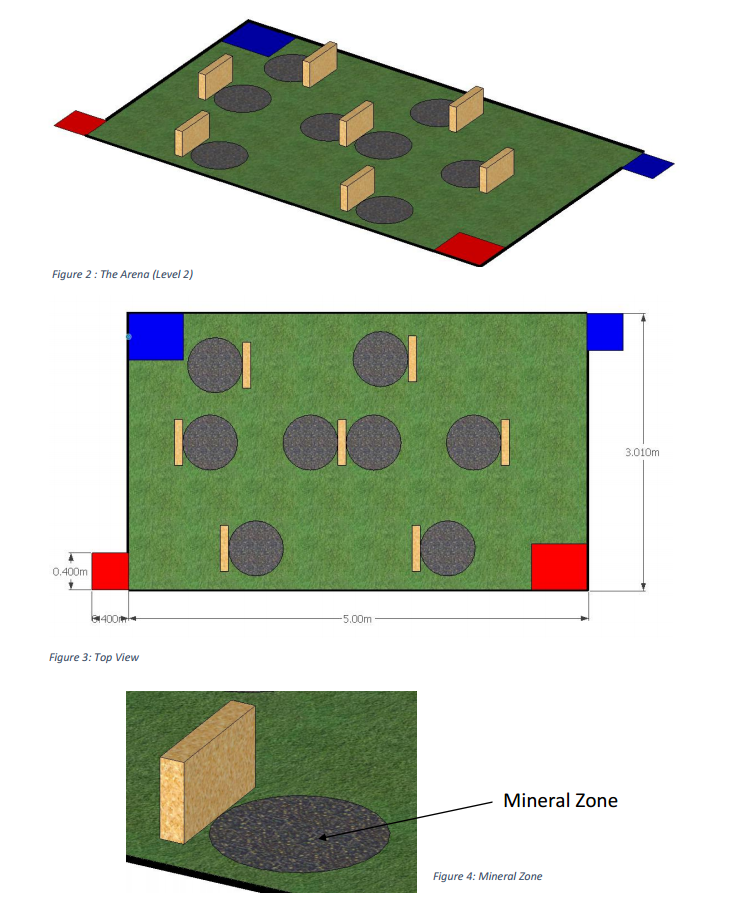 Figure 2 : The Arena (Level 2)
3.010m
0.400m
0.400m
5.00m
Figure 3: Top View
Mineral Zone
Figure 4: Mineral Zone